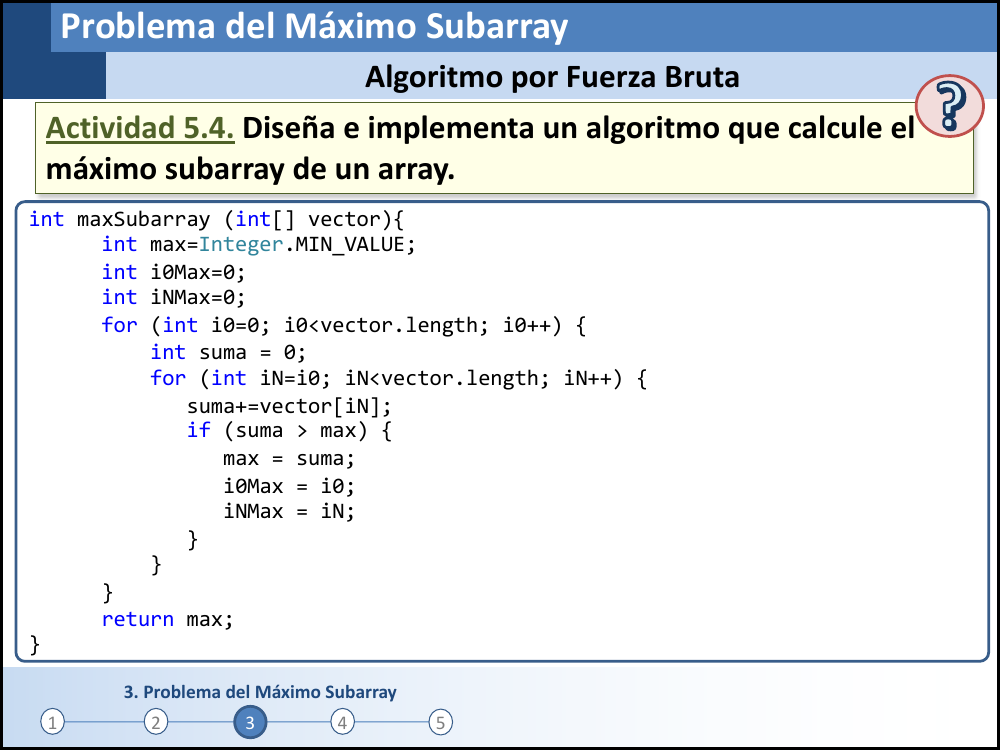 Problema del Máximo Subarray
Algoritmo por Fuerza Bruta
?
Actividad 5.4. Diseña e implementa un algoritmo que calcule el
máximo subarray de un array.
int maxSubarray (int[] vector){
      int max=Integer.MIN_VALUE;
      int i0Max=0;
      int iNMax=0;
      for (int i0=0; i0<vector.length; i0++) {
          int suma = 0;
          for (int iN=i0; iN<vector.length; iN++) {
             suma+=vector[iN];
             if (suma > max) {
                max = suma;
                i0Max = i0;
                iNMax = iN;
             }
          }
      }
      return max;
}
3. Problema del Máximo Subarray
1 2 3 4 5